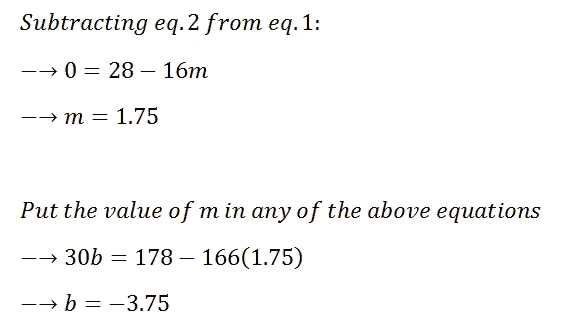 Subtracting eq.2 from eq.1:
−→ 0 = 28 − 16m
−→ m = 1.75
Put the value of m in any of the above equations
−→ 30b = 178 − 166(1.75)
−→ b = −3.75